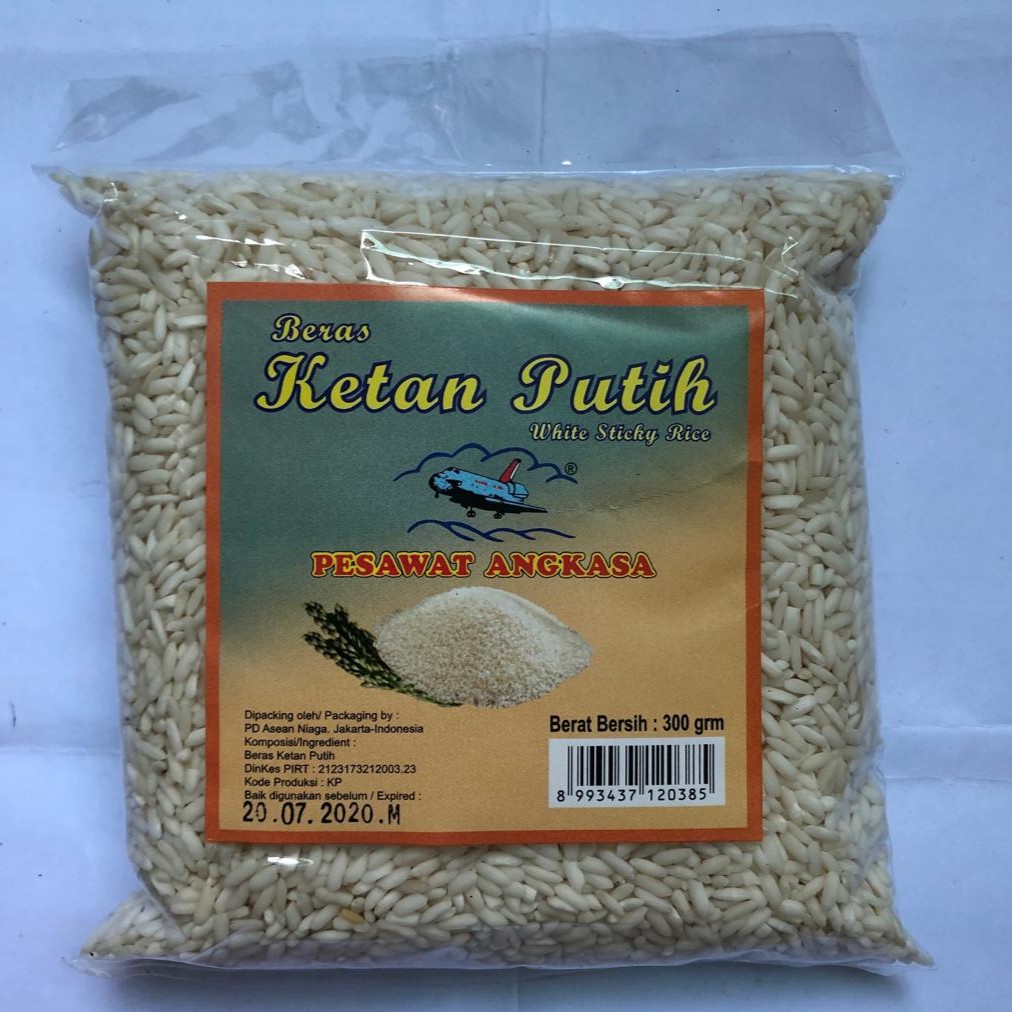 Beras
Ketan Putih
White Sticky Rice
®
PESAWAT ANGKASA
Dipacking oleh/ Packaging by :
PD Asean Niaga. Jakarta-Indonesia
Komposisi/Ingredient :
Beras Ketan Putih
DinKes PIRT : 2123173212003.23
Kode Produksi : KP
Baik digunakan sebelum / Expired :
20.07.2020.M
Berat Bersih : 300 grm
8 993437 120385